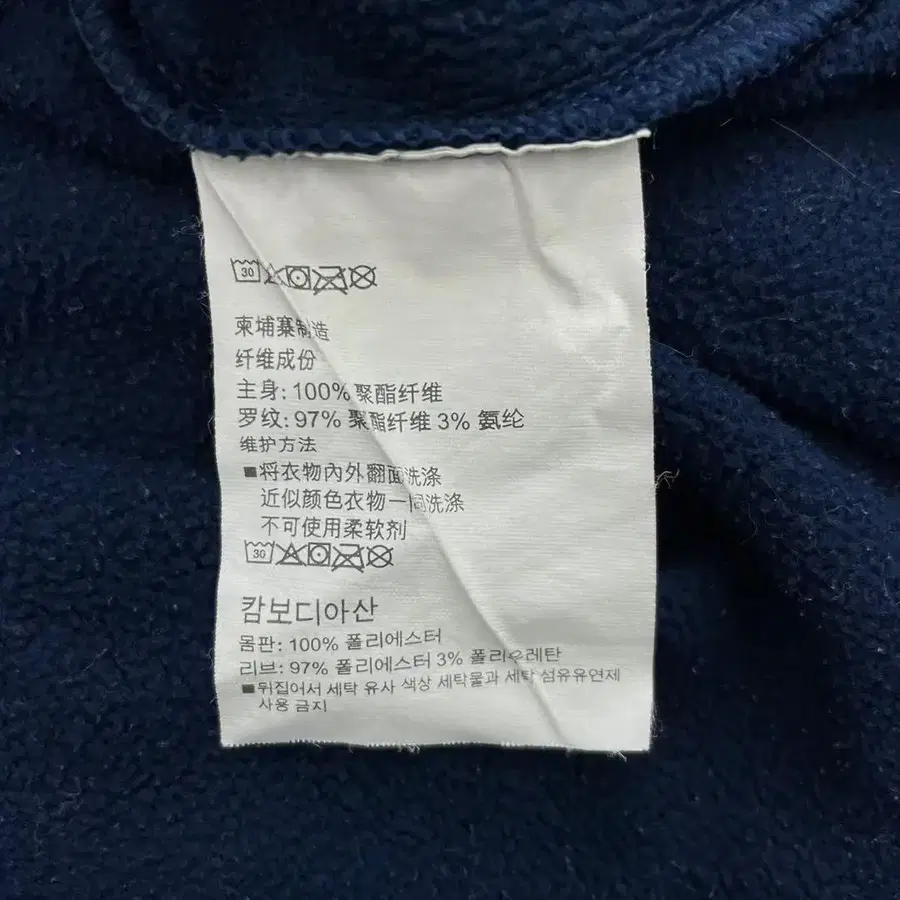 30
柬埔寨制造
纤维成份
主身: 100% 聚酯纤维
罗纹: 97% 聚酯纤维 3% 氨纶
维护方法
■将衣物內外翻面洗涤
近似颜色衣物一同洗涤
不可使用柔软剂
30
캄보디아산
몸판: 100% 폴리에스터
리브: 97% 폴리에스터 3% 폴리우레탄
■뒤집어서 세탁 유사 색상 세탁물과 세탁 섬유유연제
사용 금지